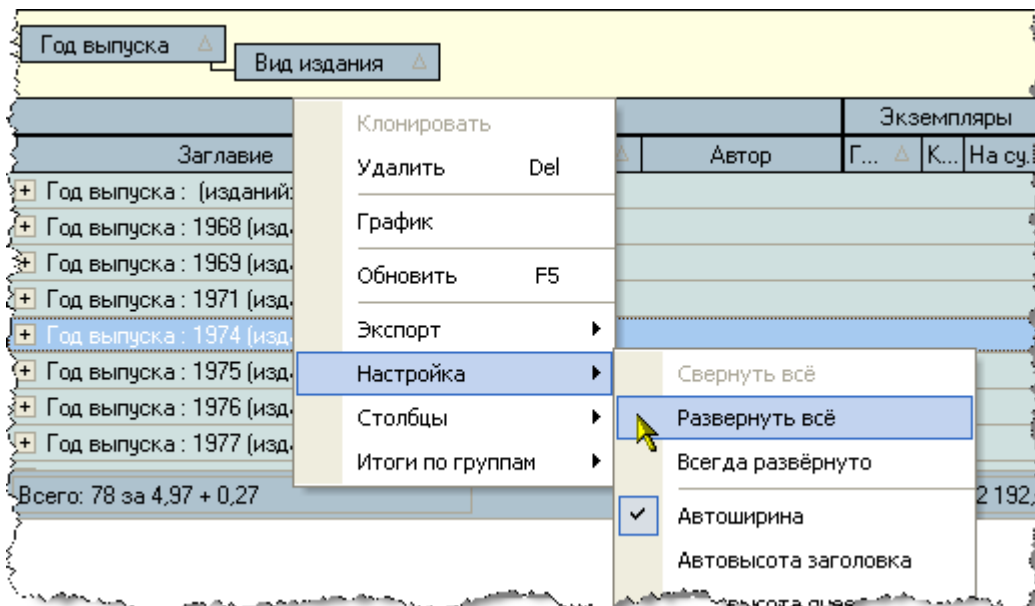 Год выпуска
Вид издания
Экземпляры
Заглавие
Автор
Г...
К...
На су.
Год выпуска : (изданий:
Год выпуска : 1968 (изд.
Год выпуска : 1969 (изд.
Год выпуска : 1971 (изд.
Год выпуска : 1974 (изд.
Год выпуска : 1975 (изд.
Год выпуска : 1976 (изд.
Год выпуска : 1977 (изд.
Всего: 78 за 4,97 + 0,27
2 192,
Клонировать
Удалить Del
График
Обновить F5
Экспорт
Настройка
Столбцы
Итоги по группам
Свернуть всё
Развернуть всё
Всегда развёрнуто
Автоширина
Автовысота заголовка